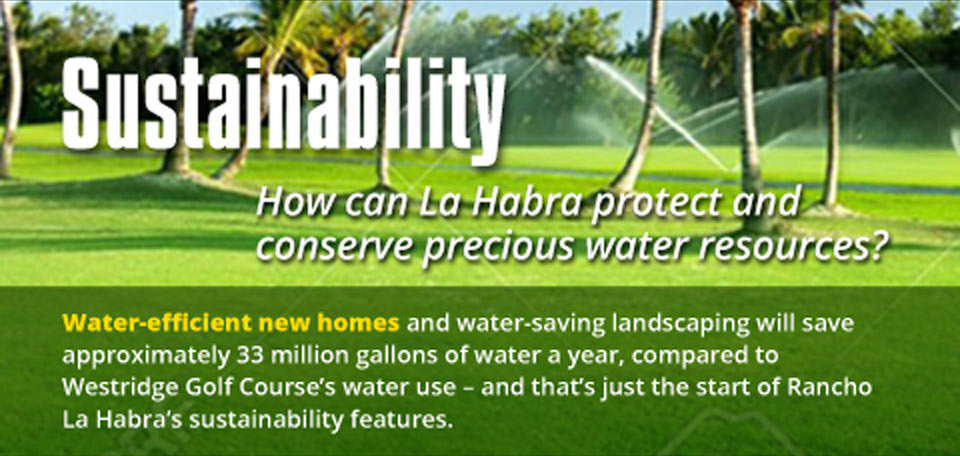 Sustainability
How can La Habra protect and
conserve precious water resources?
Water-efficient new homes and water-saving landscaping will save
approximately 33 million gallons of water a year, compared to
Westridge Golf Course's water use – and that's just the start of Rancho
La Habra's sustainability features.